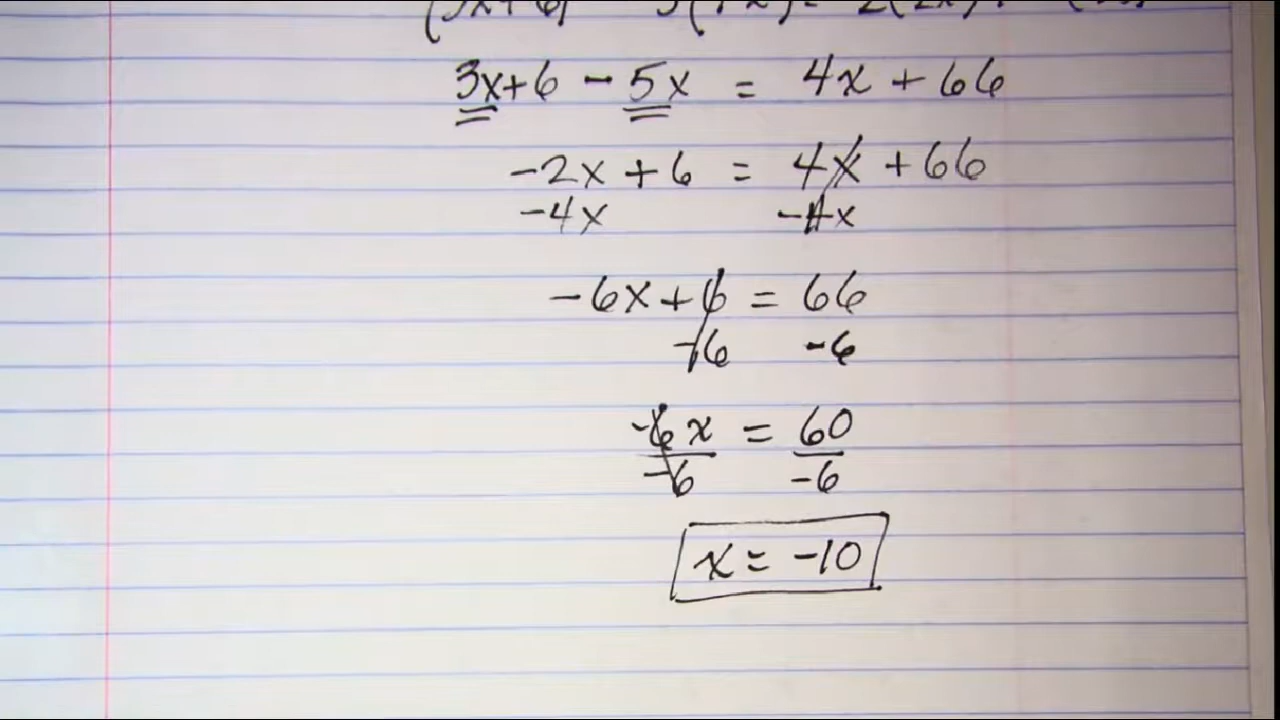 3x+6 - 5x = 4x + 66
-2x + 6 = 4x + 66
-4x -4x
-6x + 6 = 66
-6 -6
-6x = 60
-6 -6
x = -10